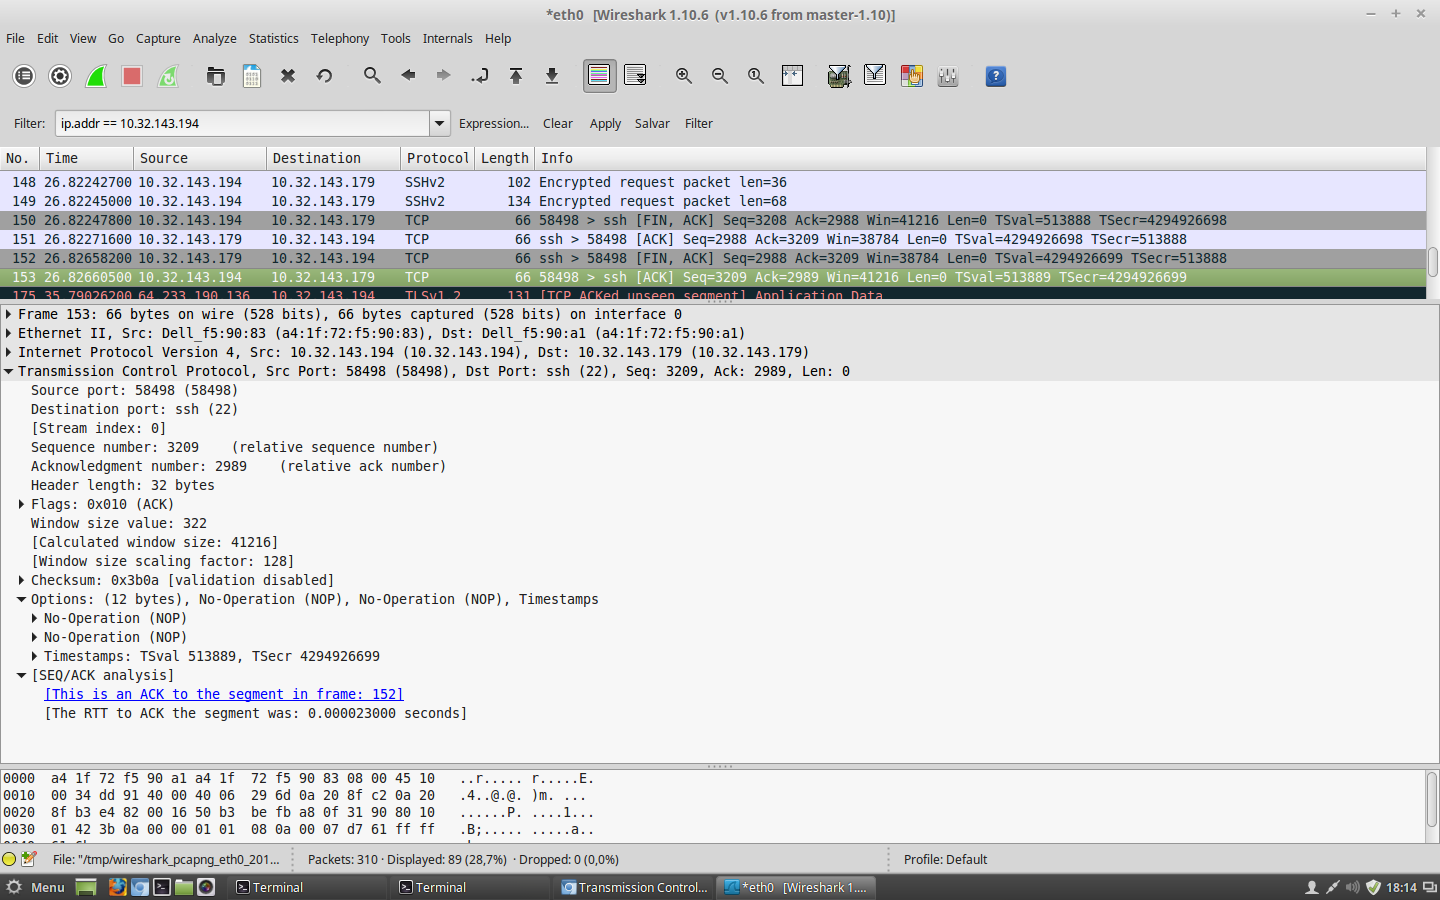 *eth0   [Wireshark 1.10.6  (v1.10.6 from master-1.10)]
File Edit View Go Capture Analyze Statistics Telephony Tools Internals Help
Filter: ip.addr == 10.32.143.194 Expression... Clear Apply Salvar Filter
No. Time Source Destination Protocol Length Info
148 26.82242700 10.32.143.194 10.32.143.179 SSHv2 102 Encrypted request packet len=36
149 26.82245000 10.32.143.194 10.32.143.179 SSHv2 134 Encrypted request packet len=68
150 26.82247800 10.32.143.194 10.32.143.179 TCP 66 58498 > ssh [FIN, ACK] Seq=3208 Ack=2988 Win=41216 Len=0 TSval=513888 TSecr=4294926698
151 26.82271600 10.32.143.179 10.32.143.194 TCP 66 ssh > 58498 [ACK] Seq=2988 Ack=3209 Win=38784 Len=0 TSval=4294926698 TSecr=513888
152 26.82658200 10.32.143.179 10.32.143.194 TCP 66 ssh > 58498 [FIN, ACK] Seq=2988 Ack=3209 Win=38784 Len=0 TSval=4294926699 TSecr=513888
153 26.82660500 10.32.143.194 10.32.143.179 TCP 66 58498 > ssh [ACK] Seq=3209 Ack=2989 Win=41216 Len=0 TSval=513889 TSecr=4294926699
175 35.79026200 64.233.190.136 10.32.143.194 TLSv1.2 131 [TCP ACKed unseen segment] Application Data
Frame 153: 66 bytes on wire (528 bits), 66 bytes captured (528 bits) on interface 0
Ethernet II, Src: Dell_f5:90:83 (a4:1f:72:f5:90:83), Dst: Dell_f5:90:a1 (a4:1f:72:f5:90:a1)
Internet Protocol Version 4, Src: 10.32.143.194 (10.32.143.194), Dst: 10.32.143.179 (10.32.143.179)
Transmission Control Protocol, Src Port: 58498 (58498), Dst Port: ssh (22), Seq: 3209, Ack: 2989, Len: 0
Source port: 58498 (58498)
Destination port: ssh (22)
[Stream index: 0]
Sequence number: 3209    (relative sequence number)
Acknowledgment number: 2989    (relative ack number)
Header length: 32 bytes
Flags: 0x010 (ACK)
Window size value: 322
[Calculated window size: 41216]
[Window size scaling factor: 128]
Checksum: 0x3b0a [validation disabled]
Options: (12 bytes), No-Operation (NOP), No-Operation (NOP), Timestamps
No-Operation (NOP)
No-Operation (NOP)
Timestamps: TSval 513889, TSecr 4294926699
[SEQ/ACK analysis]
[This is an ACK to the segment in frame: 152]
[The RTT to ACK the segment was: 0.000023000 seconds]
0000  a4 1f 72 f5 90 a1 a4 1f  72 f5 90 83 08 00 45 10   ..r..... r.....E.
0010  00 34 dd 91 40 00 40 06  29 6d 0a 20 8f c2 0a 20   .4..@.@. )m. ...
0020  8f b3 e4 82 00 16 50 b3  be fb a8 0f 31 90 80 10   ......P. ....1...
0030  01 42 3b 0a 00 00 01 01  08 0a 00 07 d7 61 ff ff   .B;..... .....a..
File: "/tmp/wireshark_pcapng_eth0_201... Packets: 310 · Displayed: 89 (28,7%)  · Dropped: 0 (0,0%) Profile: Default
Menu Terminal Terminal Transmission Control... *eth0   [Wireshark 1.... 18:14